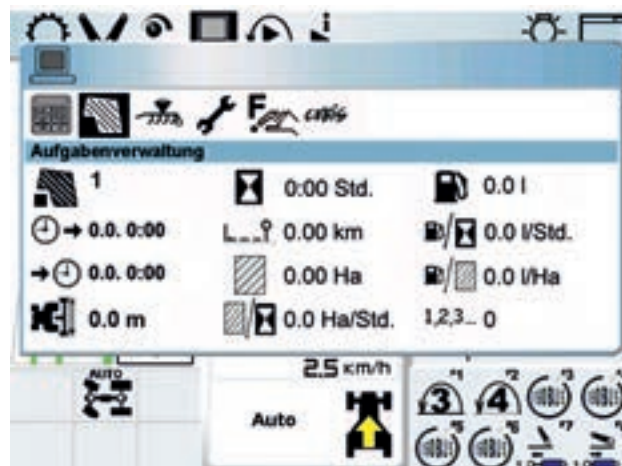 F
Aufgabenverwaltung
1 0:00 Std. 0.0 l
0.0. 0:00 0.00 km 0.0 l/Std.
0.0. 0:00 0.00 Ha 0.0 l/Ha
0.0 m 0.0 Ha/Std. 1,2,3... 0
2.5 km/h
AUTO
Auto
3 4